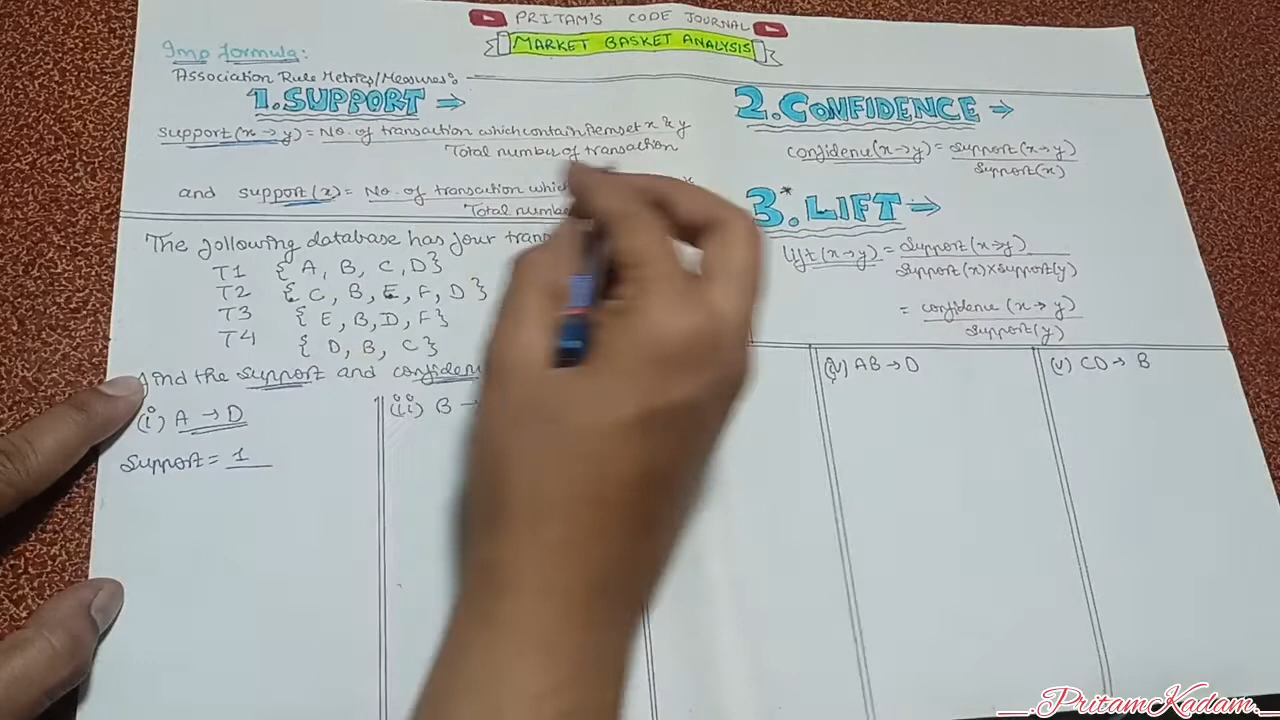 PRITAM'S CODE JOURNAL
MARKET BASKET ANALYSIS
Imp formula:
Association Rule Metrics/Measures:
1. SUPPORT →
support(x → y) = No. of transaction which contain itemset x & y
Total number of transaction
and support(x) = No. of transaction which
Total number
2. CONFIDENCE →
confidence(x → y) = support(x → y)
support(x)
3.* LIFT →
lift(x → y) = support(x → y)
support(x) x support(y)
= confidence (x → y)
support(y)
The following database has four
T1 { A, B, C, D }
T2 { C, B, E, F, D }
T3 { E, B, D, F }
T4 { D, B, C }
find the support and
(i) A → D
support = 1
(ii) B →
(iv) AB → D
(v) CD → B
__.PritamKadam.__